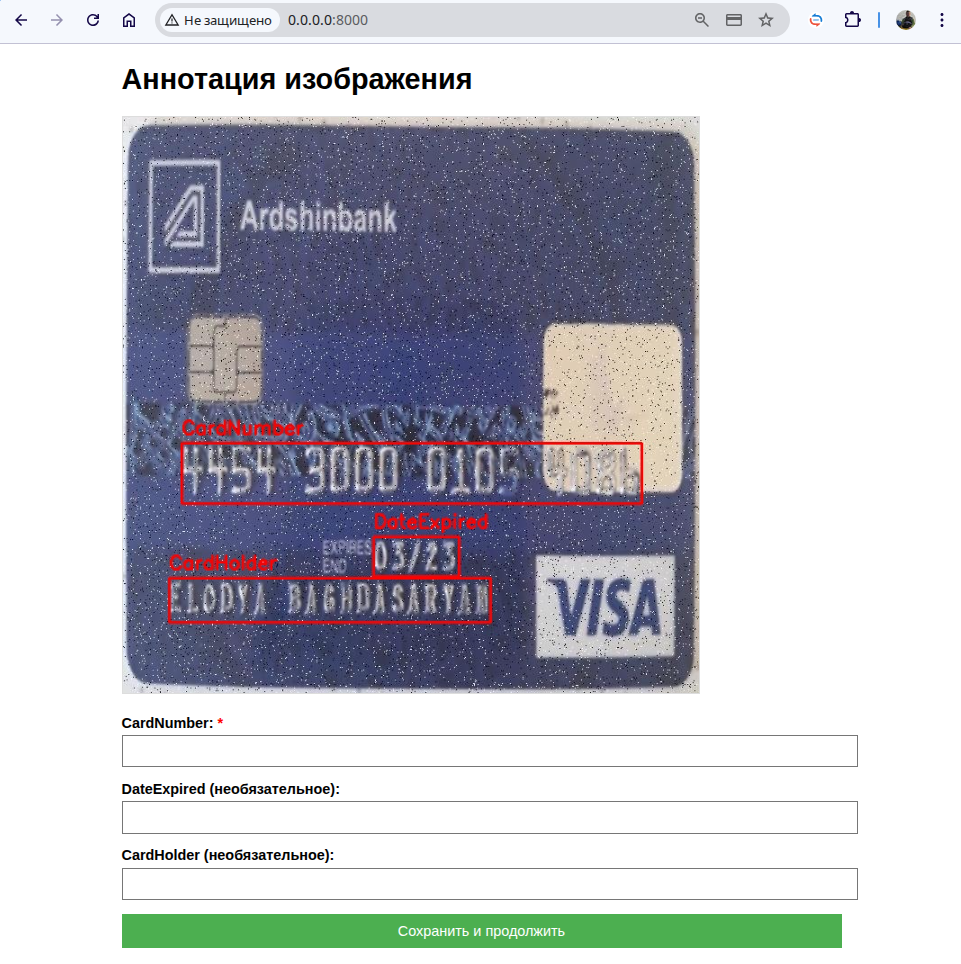 Не защищено 0.0.0.0:8000
Аннотация изображения
Ardshinbank
CardNumber
4454 3000 0105
DateExpired
EXPIRES
END
03/23
CardHolder
ELODYA BAGHDASARYAN
VISA
CardNumber: *
DateExpired (необязательное):
CardHolder (необязательное):
Сохранить и продолжить